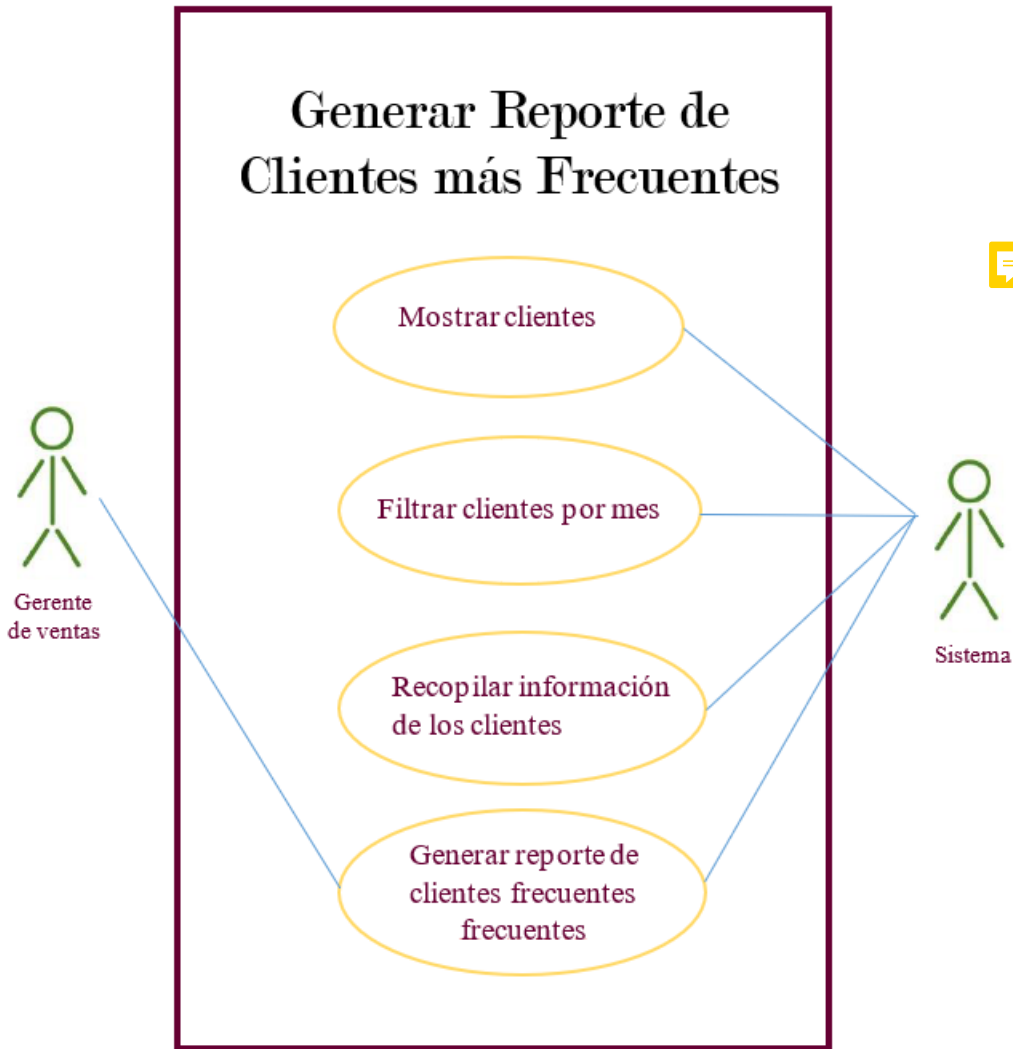 Generar Reporte de
Clientes más Frecuentes
Mostrar clientes
Filtrar clientes por mes
Gerente
de ventas
Sistema
Recopilar información
de los clientes
Generar reporte de
clientes frecuentes
frecuentes